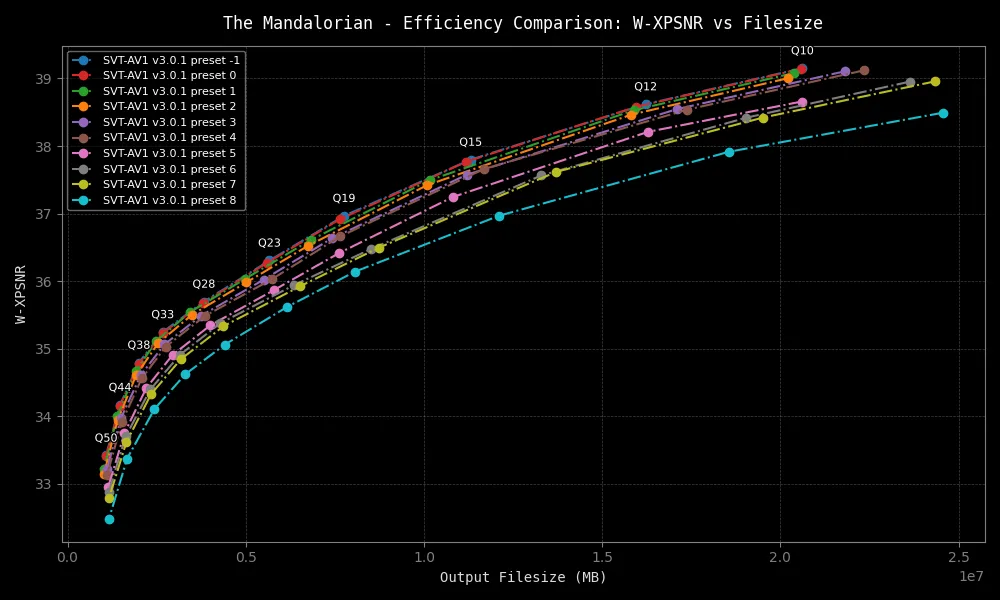 The Mandalorian - Efficiency Comparison: W-XPSNR vs Filesize
SVT-AV1 v3.0.1 preset -1
SVT-AV1 v3.0.1 preset 0
SVT-AV1 v3.0.1 preset 1
SVT-AV1 v3.0.1 preset 2
SVT-AV1 v3.0.1 preset 3
SVT-AV1 v3.0.1 preset 4
SVT-AV1 v3.0.1 preset 5
SVT-AV1 v3.0.1 preset 6
SVT-AV1 v3.0.1 preset 7
SVT-AV1 v3.0.1 preset 8
Q10
Q12
Q15
Q19
Q23
Q28
Q33
Q38
Q44
Q50
W-XPSNR
39
38
37
36
35
34
33
0.0 0.5 1.0 1.5 2.0 2.5
1e7
Output Filesize (MB)